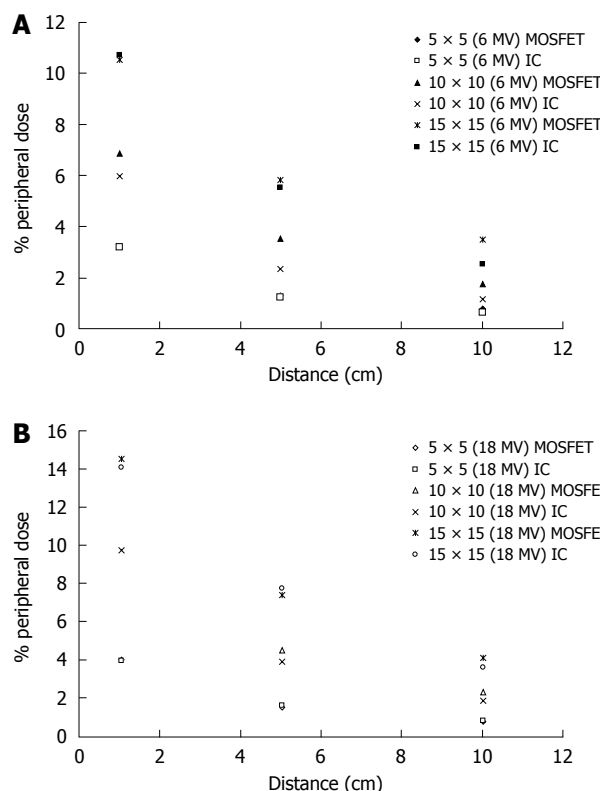 A
12
10
8
6
4
2
0
% peripheral dose
0 2 4 6 8 10 12
Distance (cm)
5 × 5 (6 MV) MOSFET
5 × 5 (6 MV) IC
10 × 10 (6 MV) MOSFET
10 × 10 (6 MV) IC
15 × 15 (6 MV) MOSFET
15 × 15 (6 MV) IC
B
16
14
12
10
8
6
4
2
0
% peripheral dose
0 2 4 6 8 10 12
Distance (cm)
5 × 5 (18 MV) MOSFET
5 × 5 (18 MV) IC
10 × 10 (18 MV) MOSFE
10 × 10 (18 MV) IC
15 × 15 (18 MV) MOSFE
15 × 15 (18 MV) IC